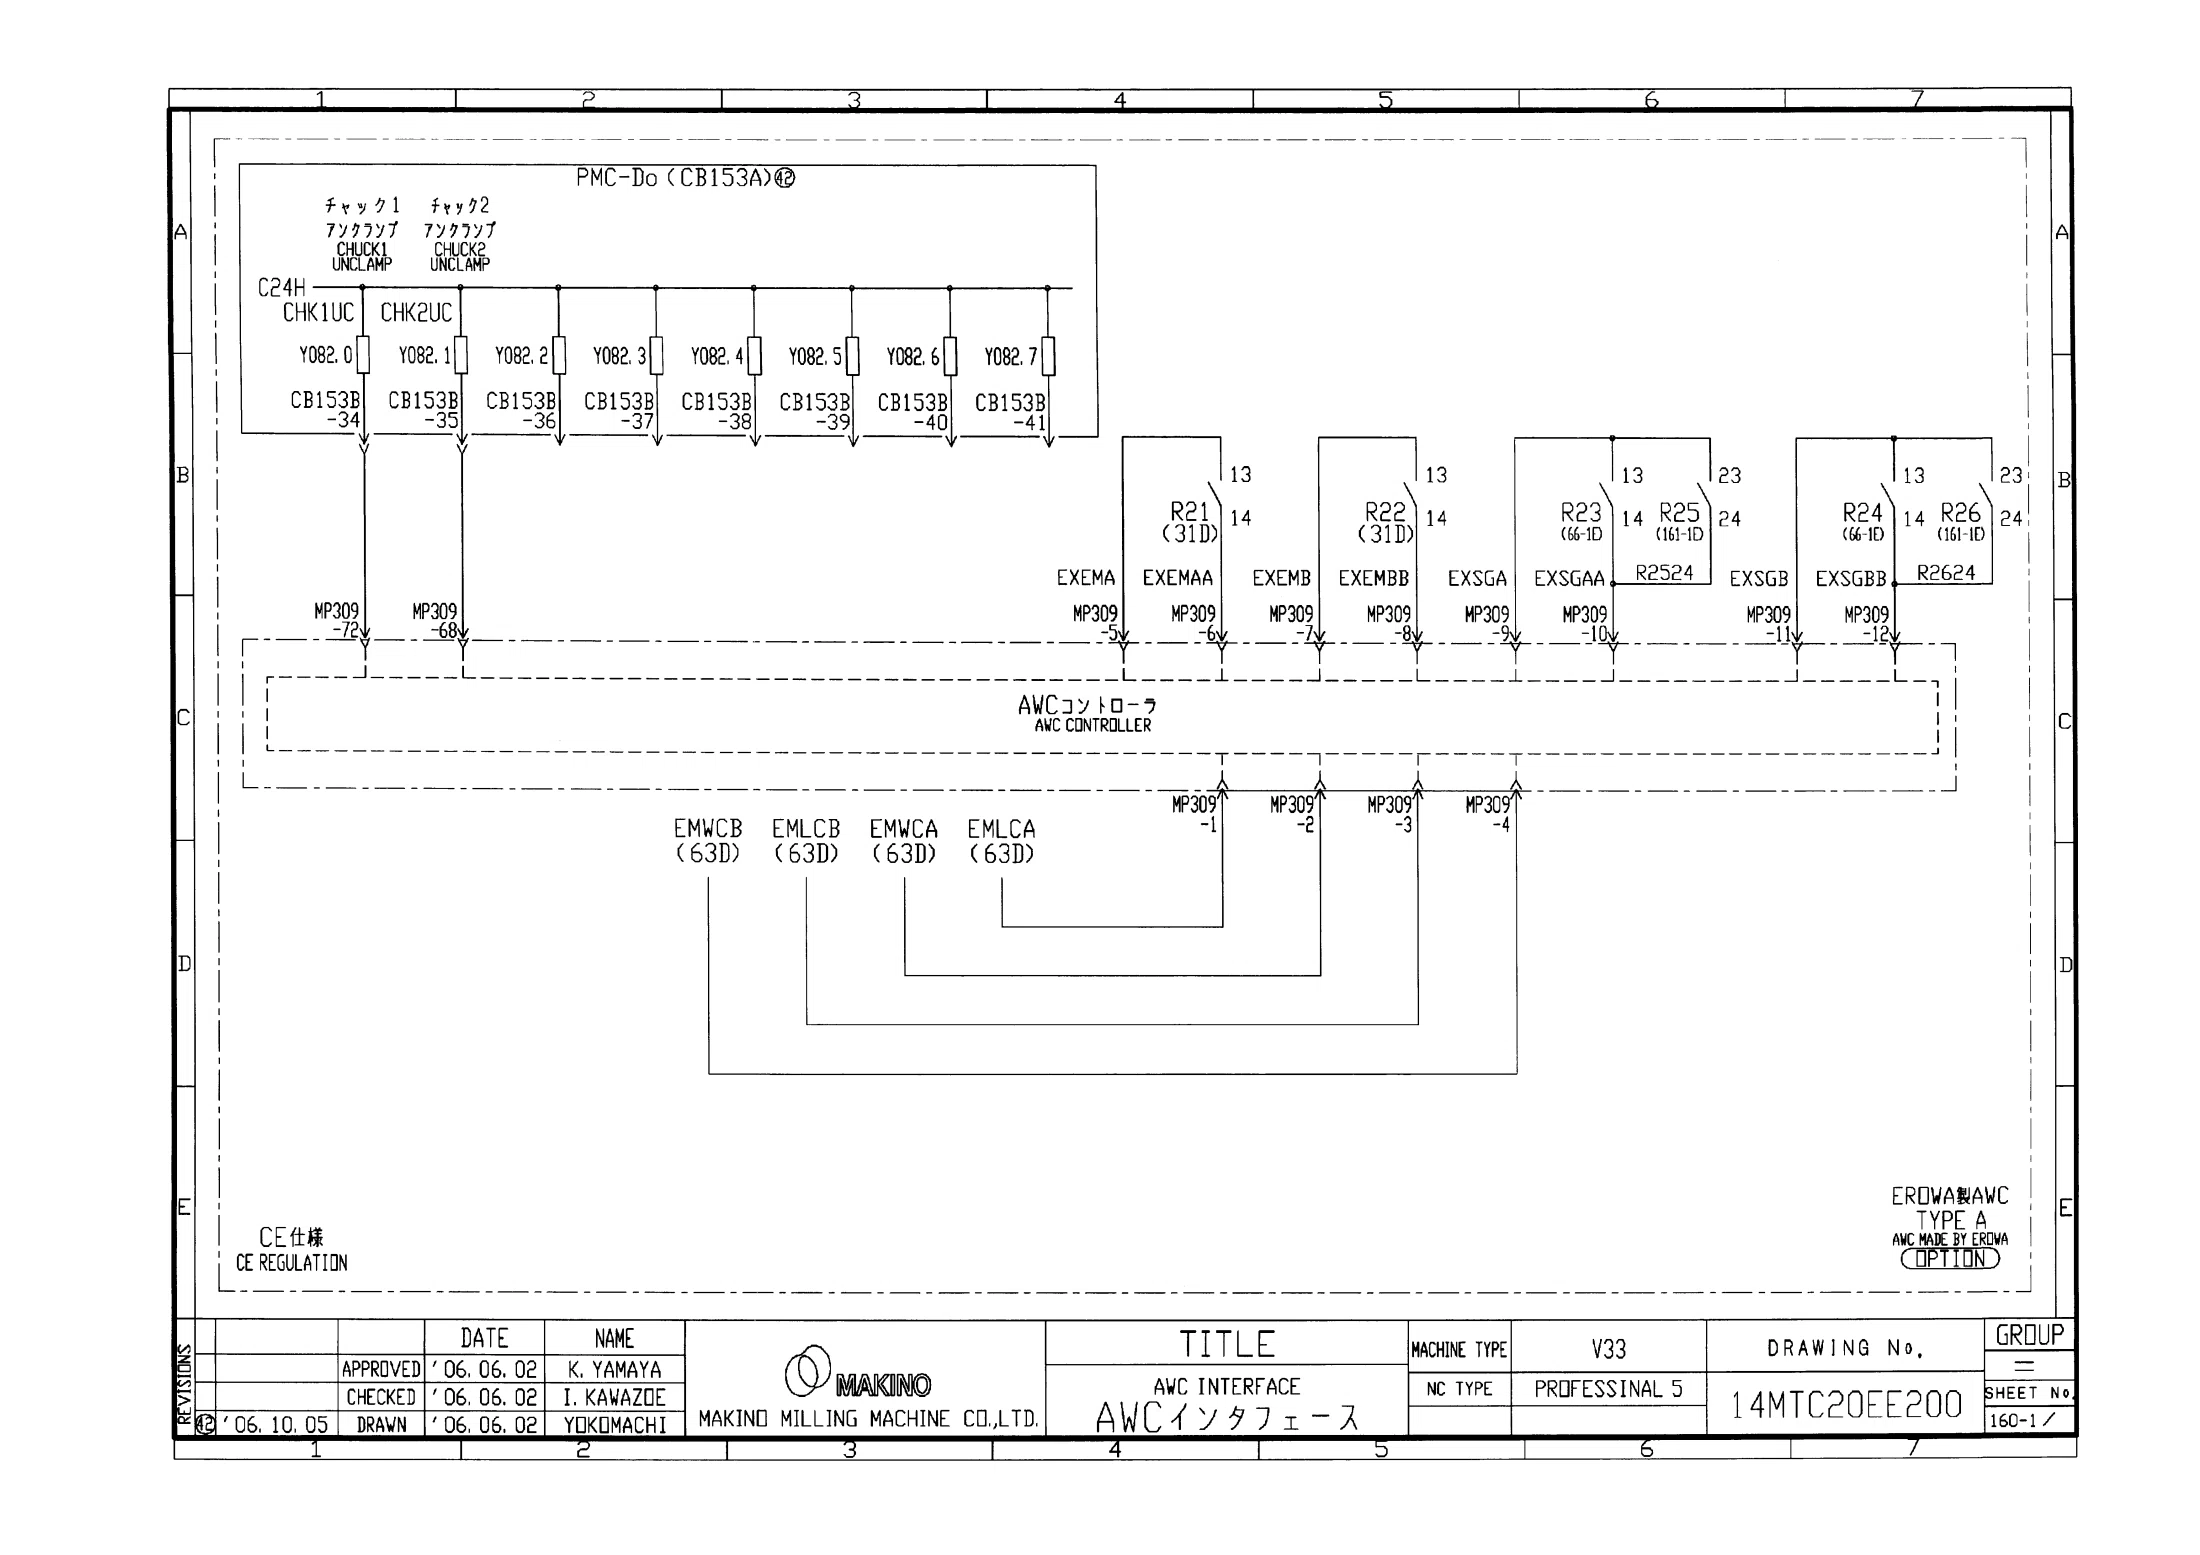 1 2 3 4 5 6 7
PMC-Do (CB153A)㊷
チャック1 チャック2
アンクランプ アンクランプ
CHUCK1 CHUCK2
UNCLAMP UNCLAMP
A A
C24H
CHK1UC CHK2UC
Y082.0 Y082.1 Y082.2 Y082.3 Y082.4 Y082.5 Y082.6 Y082.7
CB153B CB153B CB153B CB153B CB153B CB153B CB153B CB153B
-34 -35 -36 -37 -38 -39 -40 -41
B 13 13 13 23 13 23 B
R21 R22 R23 R25 R24 R26
14 14 14 24 14 24
(31D) (31D) (66-1E) (161-1E) (66-1E) (161-1E)
EXEMA EXEMAA EXEMB EXEMBB EXSGA EXSGAA R2524 EXSGB EXSGBB R2624
MP309 MP309 MP309 MP309 MP309 MP309 MP309 MP309 MP309 MP309
-72 -68 -5 -6 -7 -8 -9 -10 -11 -12
C C
AWCコントローラ
AWC CONTROLLER
MP309 MP309 MP309 MP309
-1 -2 -3 -4
EMWCB EMLCB EMWCA EMLCA
(63D) (63D) (63D) (63D)
D D
E E
EROWA製AWC
TYPE A
AWC MADE BY EROWA
OPTION
CE仕様
CE REGULATION
REVISIONS
DATE NAME
APPROVED '06.06.02 K. YAMAYA
CHECKED '06.06.02 I. KAWAZOE
㊷ '06.10.05 DRAWN '06.06.02 YOKOMACHI
MAKINO
MAKINO MILLING MACHINE CO.,LTD.
TITLE
AWC INTERFACE
AWCインタフェース
MACHINE TYPE V33
NC TYPE PROFESSINAL 5
DRAWING No.
14MTC20EE200
GROUP
=
SHEET No.
160-1/
1 2 3 4 5 6 7